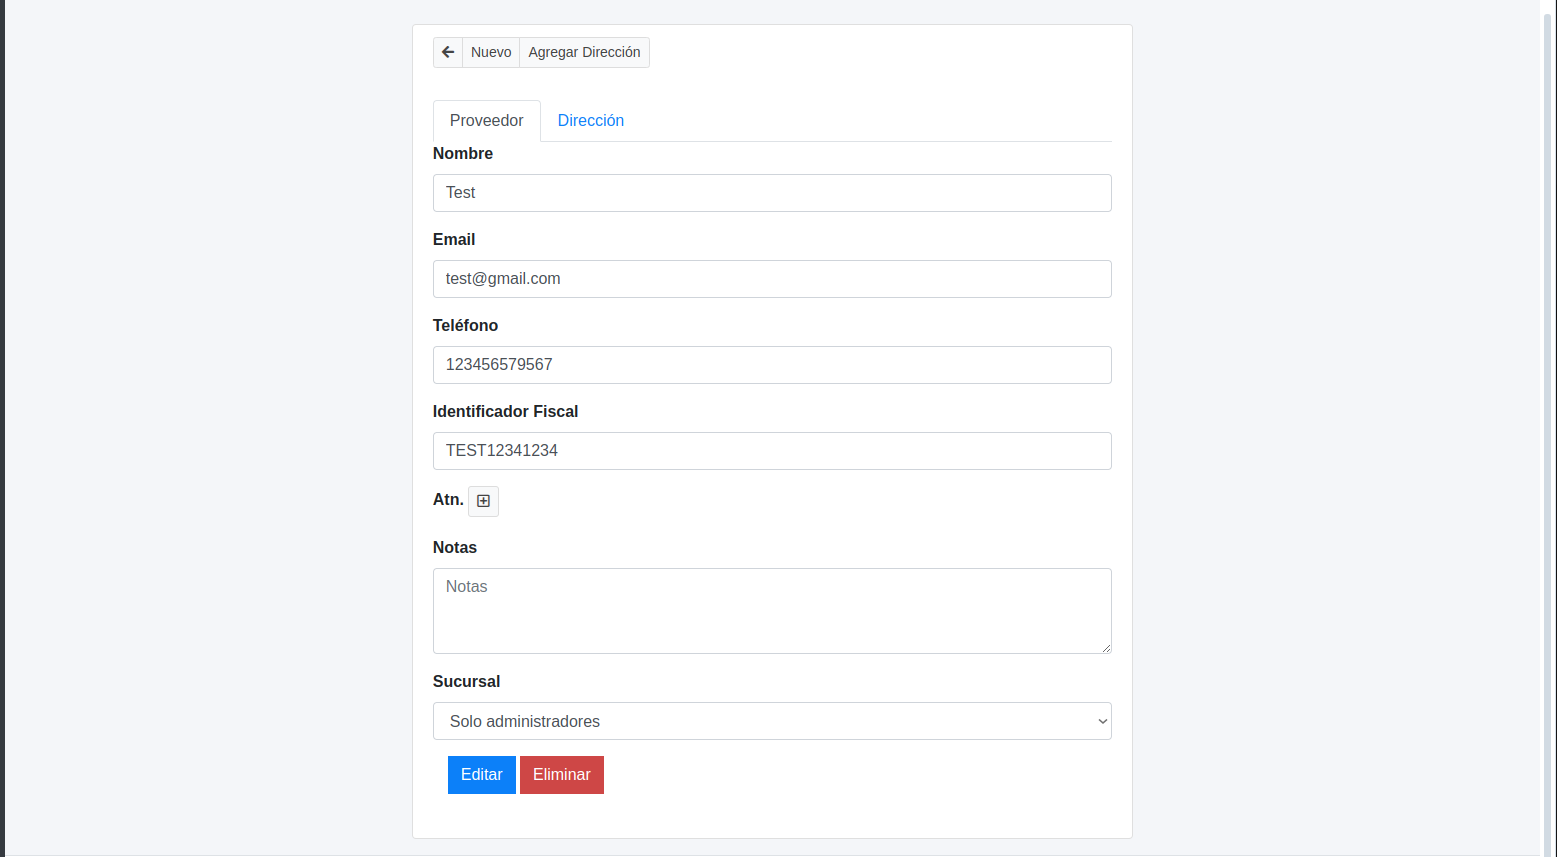 Nuevo Agregar Dirección
Proveedor Dirección
Nombre
Test
Email
test@gmail.com
Teléfono
123456579567
Identificador Fiscal
TEST12341234
Atn.
Notas
Notas
Sucursal
Solo administradores
Editar Eliminar